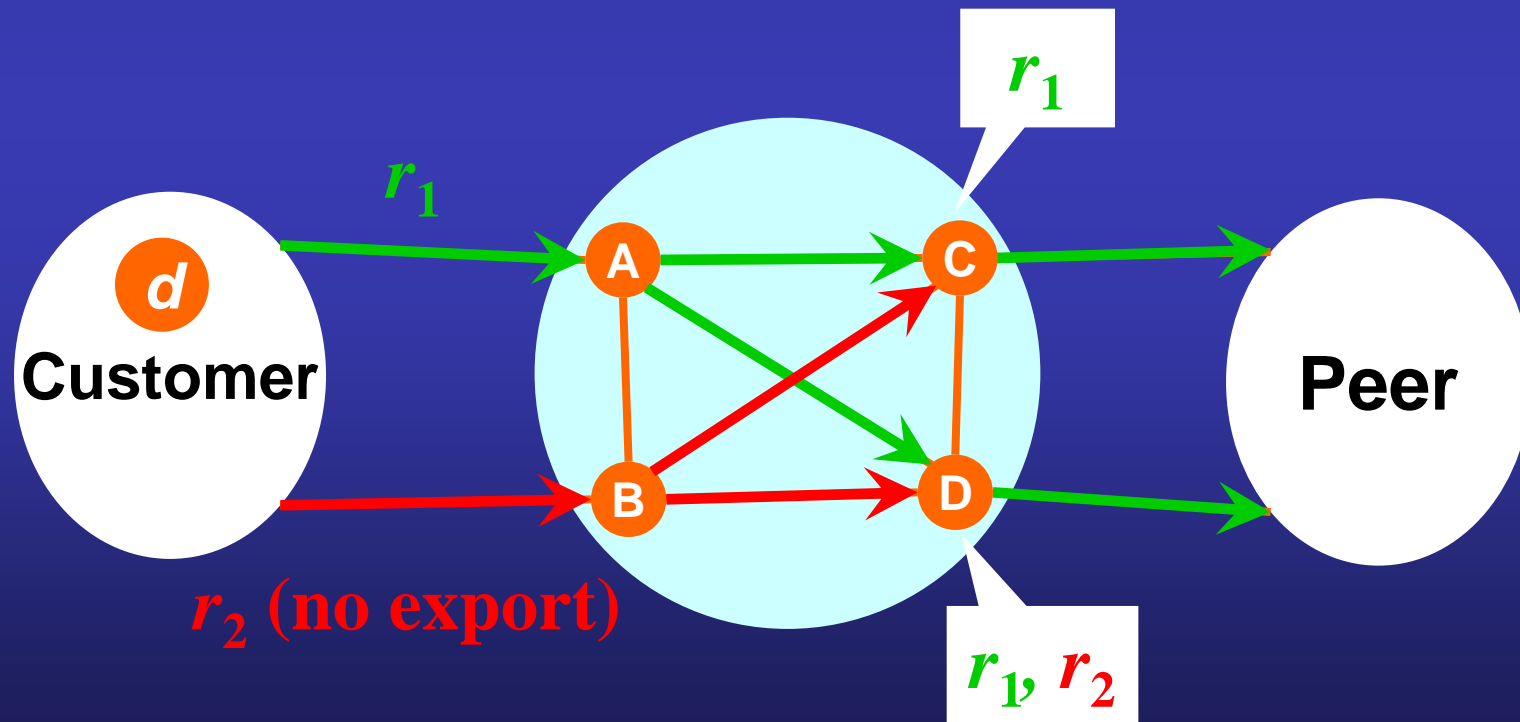 r₁
r₁
A
C
d
Customer
Peer
B
D
r₂ (no export)
r₁, r₂